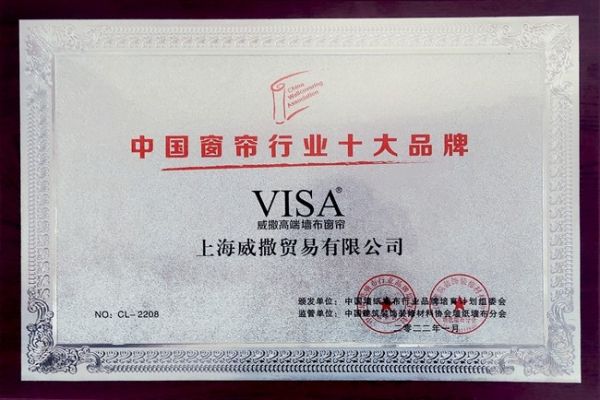 China
Wallcovering
Association
中国窗帘行业十大品牌
VISA®
威撒高端墙布窗帘
上海威撒贸易有限公司
颁发单位：中国墙纸墙布行业品牌培育计划组委会
NO：CL-2208
监管单位：中国建筑装饰装修材料协会墙纸墙布分会
二〇二二年一月